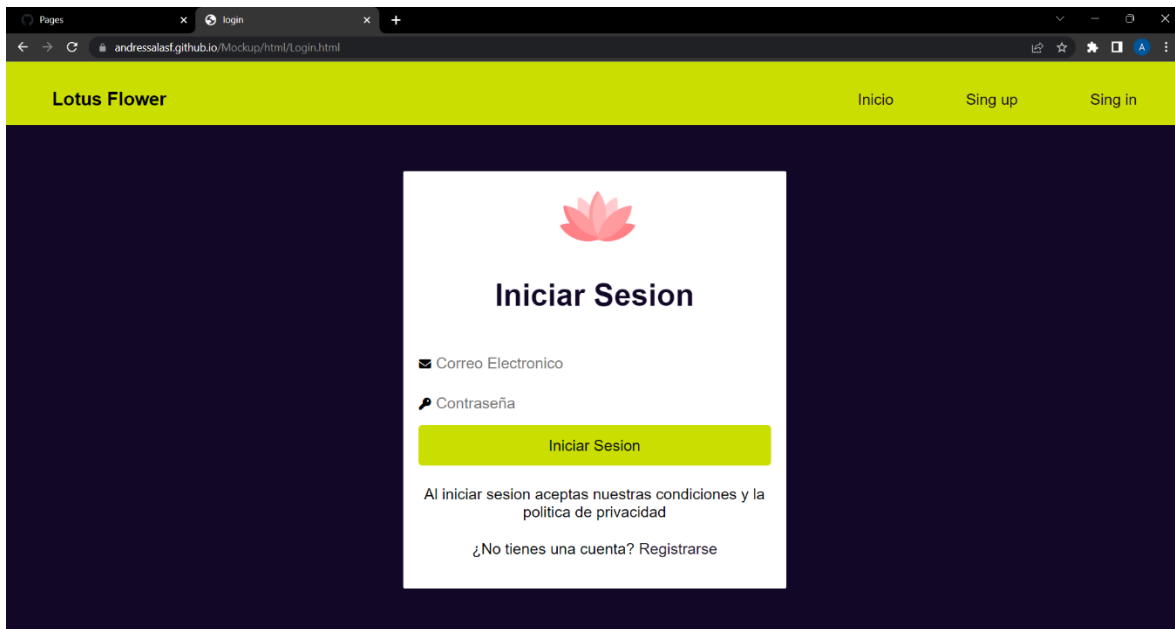 Pages
login
andressalasf.github.io/Mockup/html/Login.html
A
Lotus Flower
Inicio
Sing up
Sing in
Iniciar Sesion
Correo Electronico
Contraseña
Iniciar Sesion
Al iniciar sesion aceptas nuestras condiciones y la
politica de privacidad
¿No tienes una cuenta? Registrarse